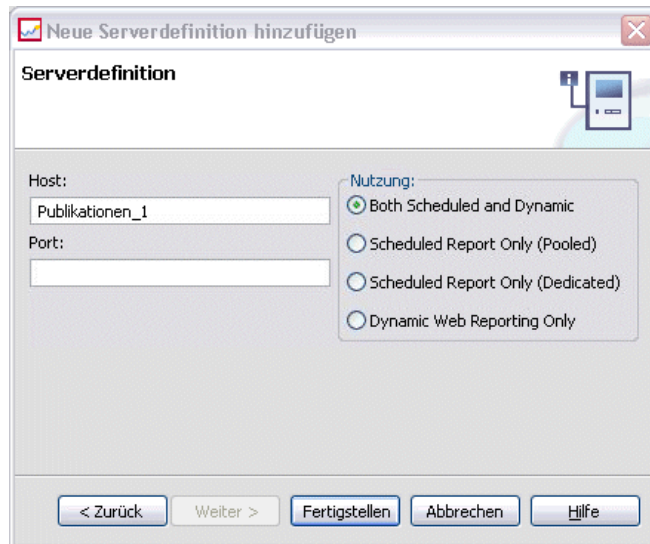 Neue Serverdefinition hinzufügen
Serverdefinition
Host:
Publikationen_1
Port:
Nutzung:
Both Scheduled and Dynamic
Scheduled Report Only (Pooled)
Scheduled Report Only (Dedicated)
Dynamic Web Reporting Only
< Zurück
Weiter >
Fertigstellen
Abbrechen
Hilfe